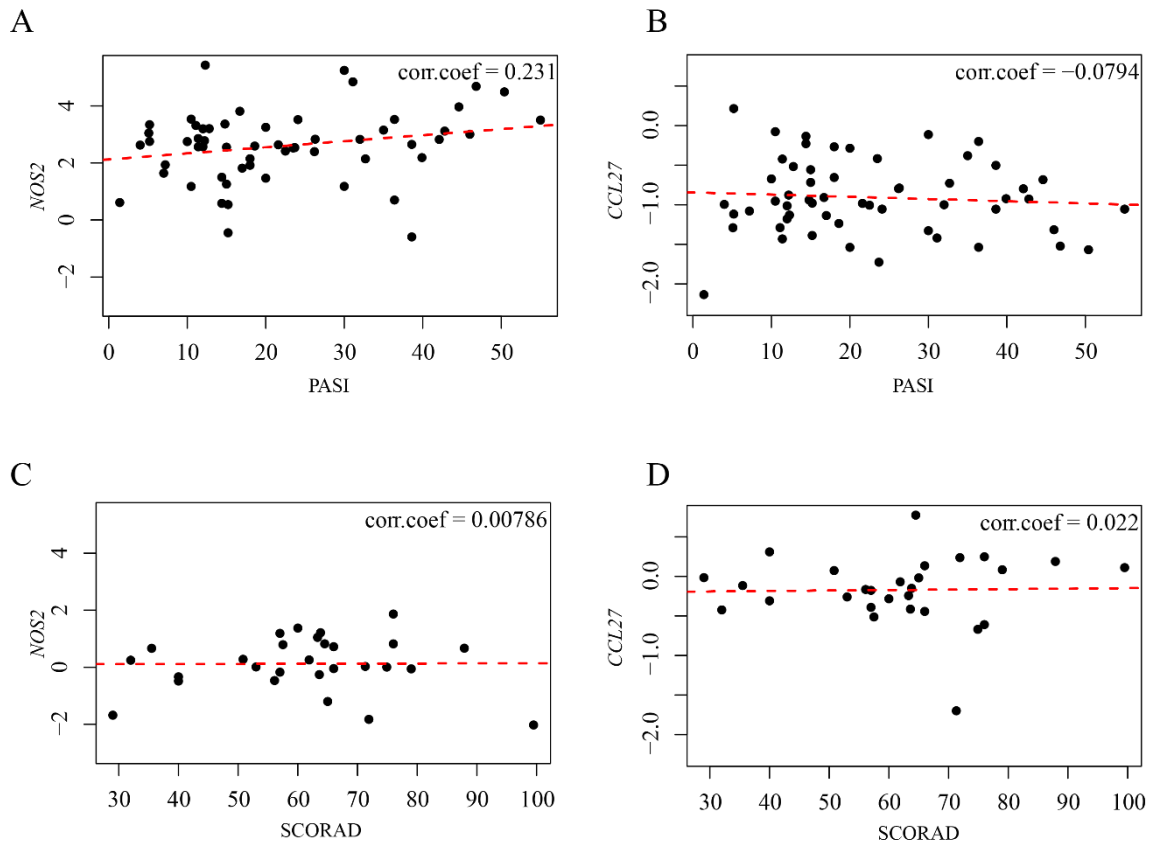 A
corr.coef = 0.231
NOS2
4
2
0
−2
0 10 20 30 40 50
PASI
B
corr.coef = −0.0794
CCL27
0.0
−1.0
−2.0
0 10 20 30 40 50
PASI
C
corr.coef = 0.00786
NOS2
4
2
0
−2
30 40 50 60 70 80 90 100
SCORAD
D
corr.coef = 0.022
CCL27
0.0
−1.0
−2.0
30 40 50 60 70 80 90 100
SCORAD